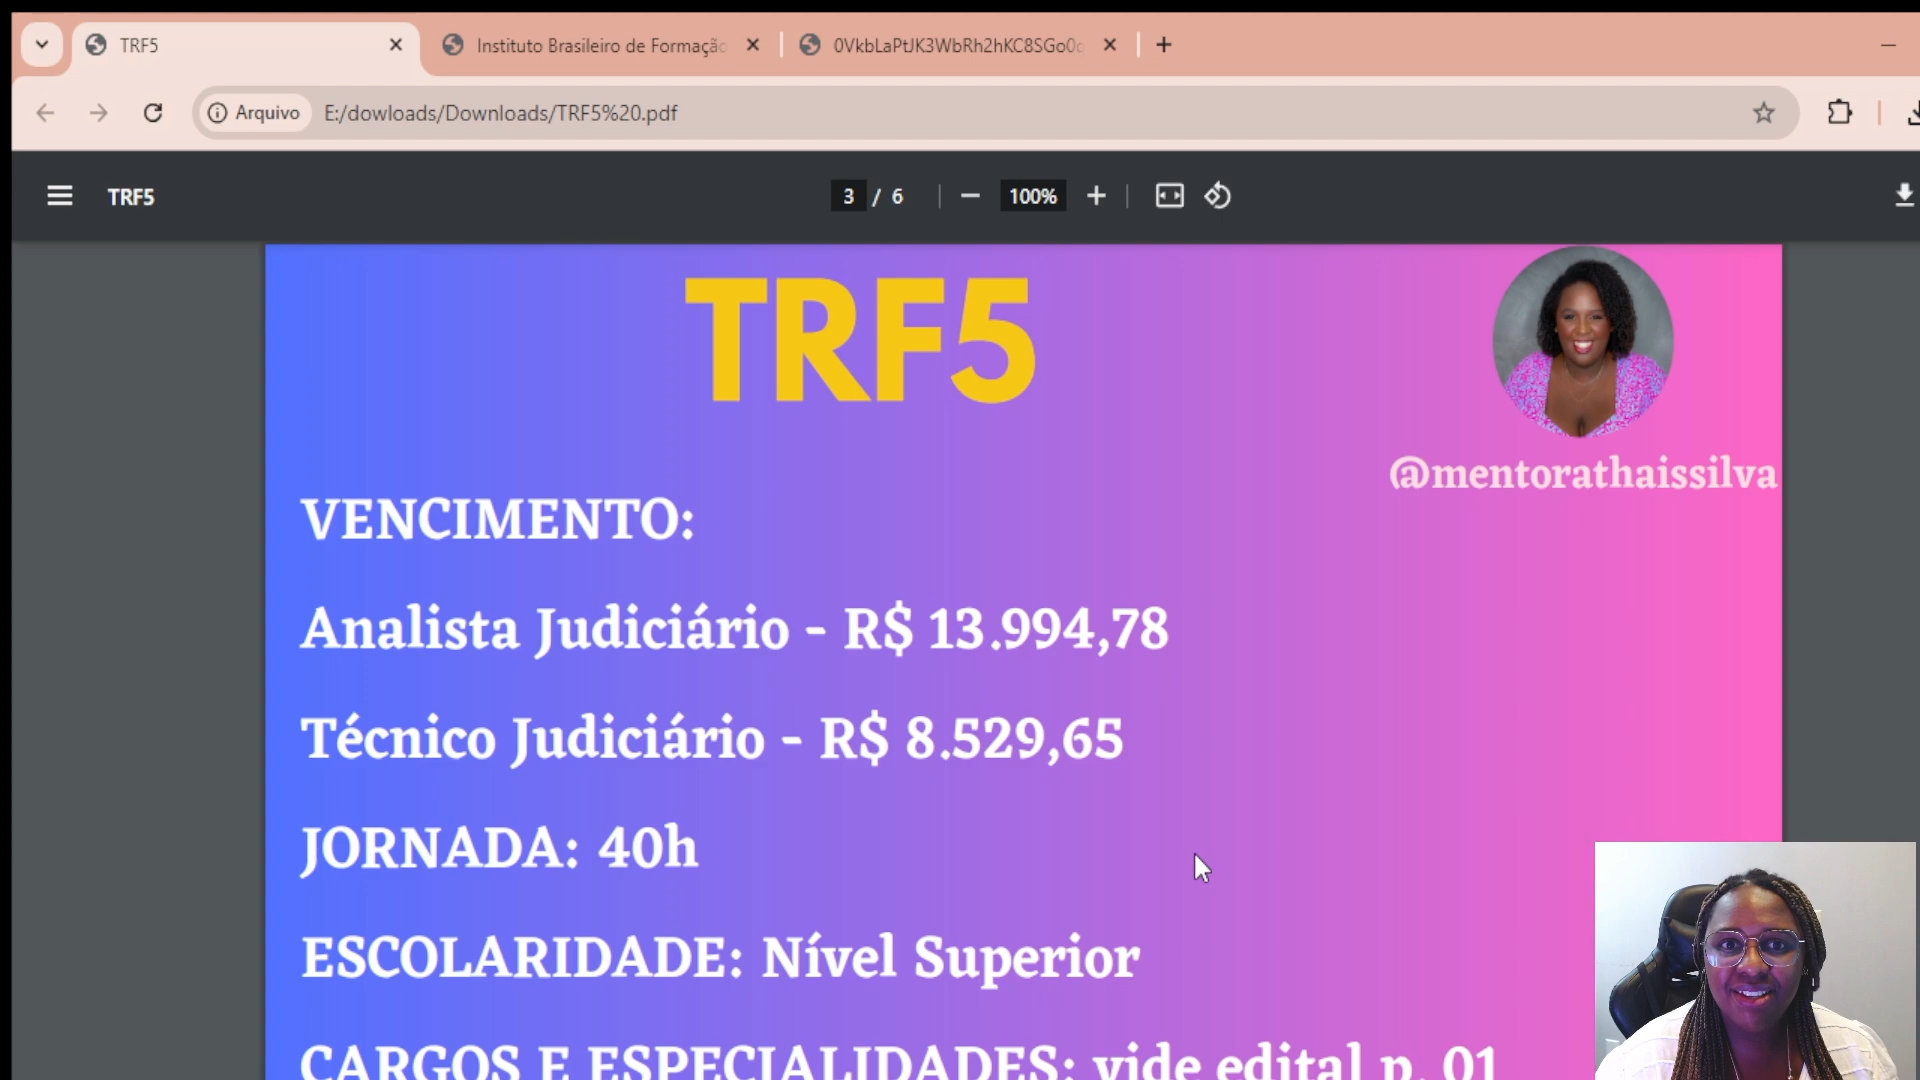 TRF5
Instituto Brasileiro de Formação
0VkbLaPtJK3WbRh2hKC8SGo0
Arquivo
E:/dowloads/Downloads/TRF5%20.pdf
TRF5
3 / 6
100%
TRF5
@mentorathaissilva
VENCIMENTO:
Analista Judiciário - R$ 13.994,78
Técnico Judiciário - R$ 8.529,65
JORNADA: 40h
ESCOLARIDADE: Nível Superior
CARGOS E ESPECIALIDADES: vide edital p. 01